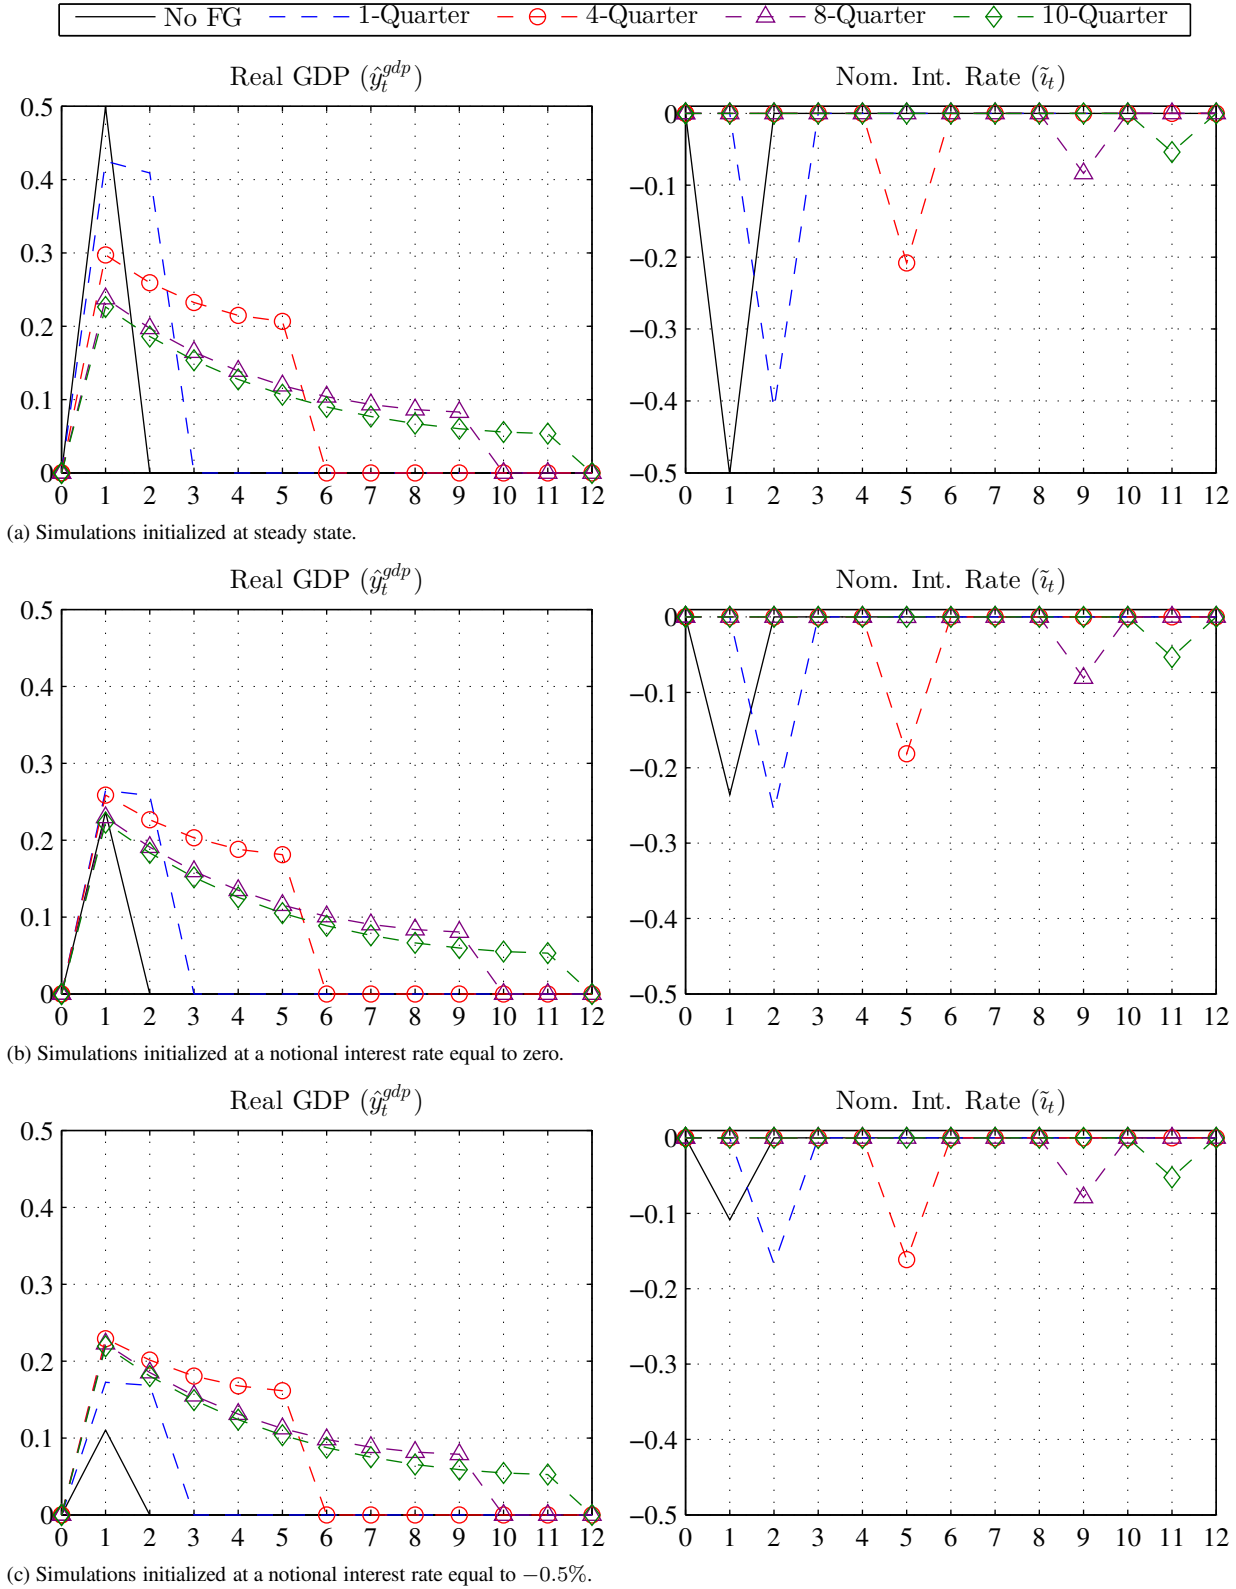 No FG 1-Quarter 4-Quarter 8-Quarter 10-Quarter
Real GDP (ŷ_t^{gdp}) Nom. Int. Rate (ĩ_t)
0.5 0
0.4 −0.1
0.3 −0.2
0.2 −0.3
0.1 −0.4
0 −0.5
0 1 2 3 4 5 6 7 8 9 10 11 12 0 1 2 3 4 5 6 7 8 9 10 11 12
(a) Simulations initialized at steady state.
Real GDP (ŷ_t^{gdp}) Nom. Int. Rate (ĩ_t)
0.5 0
0.4 −0.1
0.3 −0.2
0.2 −0.3
0.1 −0.4
0 −0.5
0 1 2 3 4 5 6 7 8 9 10 11 12 0 1 2 3 4 5 6 7 8 9 10 11 12
(b) Simulations initialized at a notional interest rate equal to zero.
Real GDP (ŷ_t^{gdp}) Nom. Int. Rate (ĩ_t)
0.5 0
0.4 −0.1
0.3 −0.2
0.2 −0.3
0.1 −0.4
0 −0.5
0 1 2 3 4 5 6 7 8 9 10 11 12 0 1 2 3 4 5 6 7 8 9 10 11 12
(c) Simulations initialized at a notional interest rate equal to −0.5%.